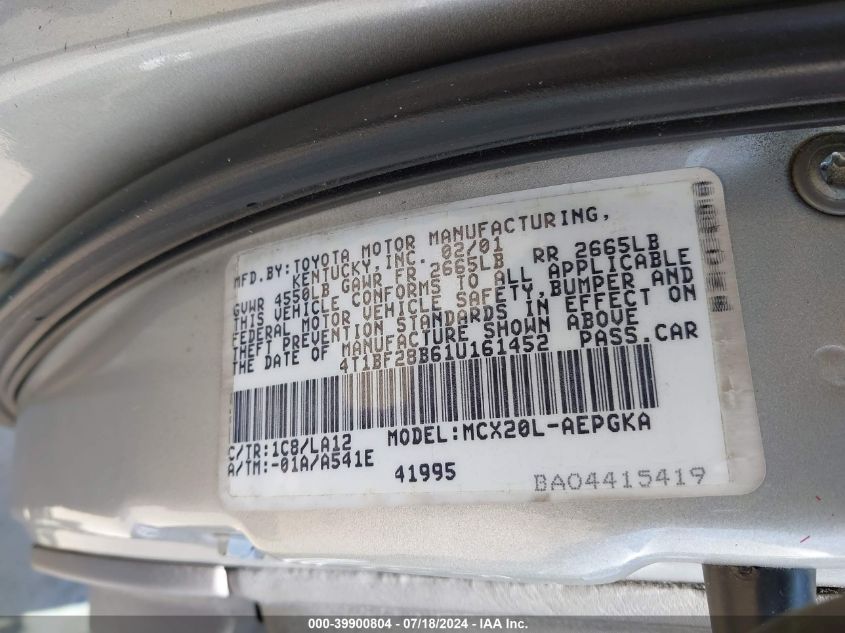 MFD.BY:TOYOTA MOTOR MANUFACTURING,
KENTUCKY,INC. 02/01
GVWR 4550LB GAWR FR 2665LB RR 2665LB
THIS VEHICLE CONFORMS TO ALL APPLICABLE
FEDERAL MOTOR VEHICLE SAFETY,BUMPER AND
THEFT PREVENTION STANDARDS IN EFFECT ON
THE DATE OF MANUFACTURE SHOWN ABOVE
4T1BF28B61U161452 PASS.CAR
C/TR:1C8/LA12 MODEL:MCX20L-AEPGKA
A/TM:-01A/A541E
41995 BA04415419
000-39900804 / 07/18/2024 - MCX Inc.